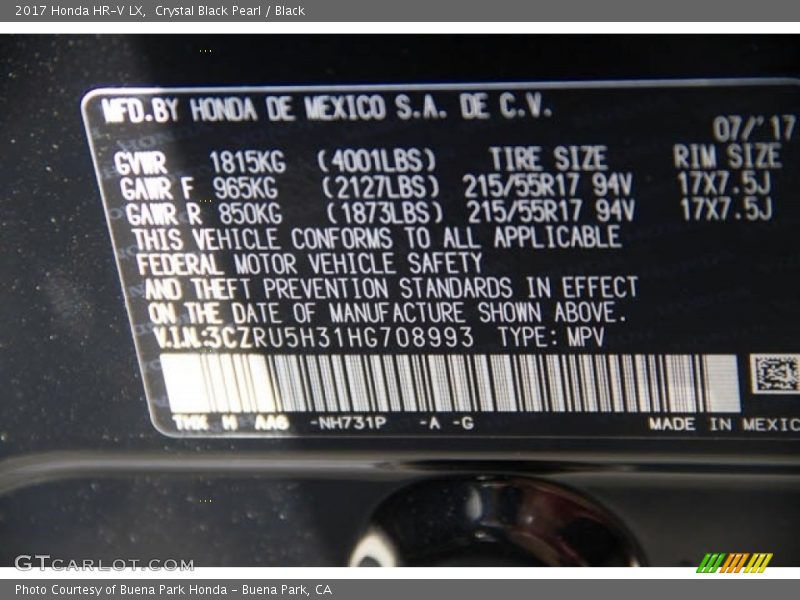 2017 Honda HR-V LX, Crystal Black Pearl / Black
MFD.BY HONDA DE MEXICO S.A. DE C.V.
07/'17
GVWR 1815KG (4001LBS) TIRE SIZE RIM SIZE
GAWR F 965KG (2127LBS) 215/55R17 94V 17X7.5J
GAWR R 850KG (1873LBS) 215/55R17 94V 17X7.5J
THIS VEHICLE CONFORMS TO ALL APPLICABLE
FEDERAL MOTOR VEHICLE SAFETY
AND THEFT PREVENTION STANDARDS IN EFFECT
ON THE DATE OF MANUFACTURE SHOWN ABOVE.
V.I.N:3CZRU5H31HG708993 TYPE: MPV
H -NH731P -A -G MADE IN MEXIC
GTCARLOT.COM
Photo Courtesy of Buena Park Honda - Buena Park, CA